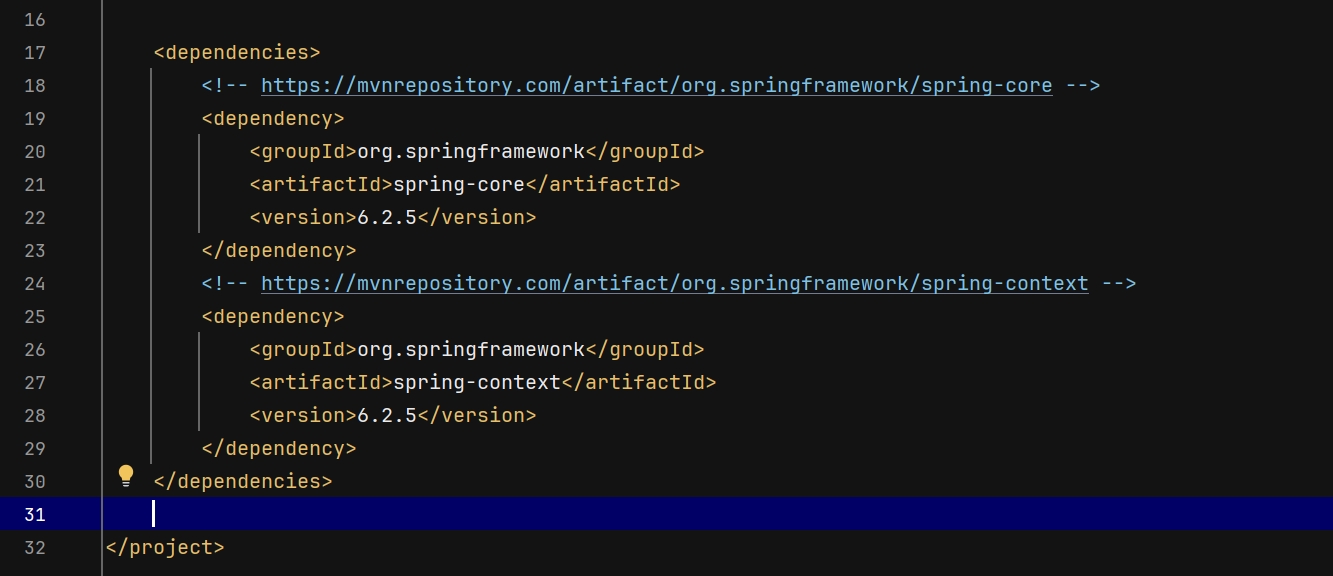 16
17 <dependencies>
18 <!-- https://mvnrepository.com/artifact/org.springframework/spring-core -->
19 <dependency>
20 <groupId>org.springframework</groupId>
21 <artifactId>spring-core</artifactId>
22 <version>6.2.5</version>
23 </dependency>
24 <!-- https://mvnrepository.com/artifact/org.springframework/spring-context -->
25 <dependency>
26 <groupId>org.springframework</groupId>
27 <artifactId>spring-context</artifactId>
28 <version>6.2.5</version>
29 </dependency>
30 </dependencies>
31
32 </project>